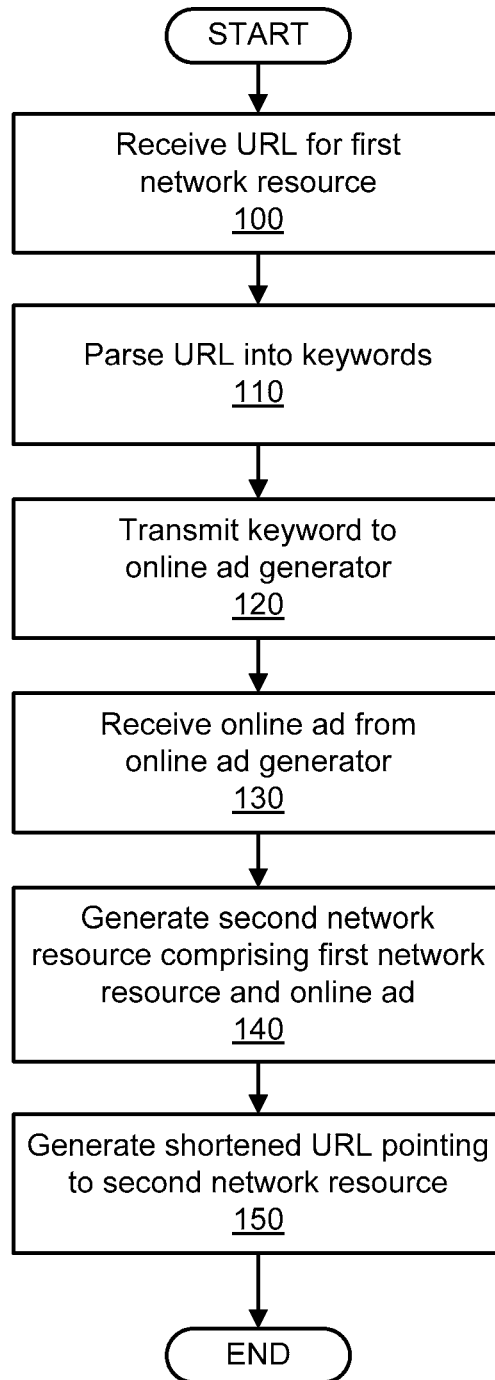 START
Receive URL for first
network resource
100
Parse URL into keywords
110
Transmit keyword to
online ad generator
120
Receive online ad from
online ad generator
130
Generate second network
resource comprising first network
resource and online ad
140
Generate shortened URL pointing
to second network resource
150
END